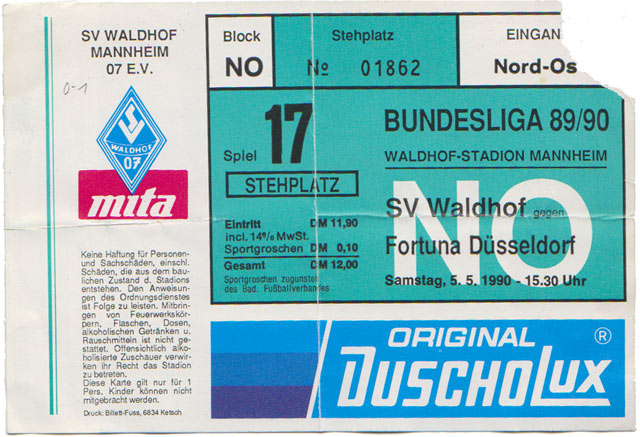 SV WALDHOF
MANNHEIM
07 E.V.
0-1
WALDHOF
07
mita
Keine Haftung für Personen-
und Sachschäden, einschl.
Schäden, die aus dem bau-
lichen Zustand d. Stadions
entstehen. Den Anweisun-
gen des Ordnungsdienstes
ist Folge zu leisten. Mitbrin-
gen von Feuerwerkskör-
pern, Flaschen, Dosen,
alkoholischen Getränken u.
Rauschmitteln ist nicht ge-
stattet. Offensichtlich alko-
holisierte Zuschauer verwir-
ken ihr Recht das Stadion
zu betreten.
Diese Karte gilt nur für 1
Pers. Kinder können nicht
mitgebracht werden.
Druck: Billett-Fuss, 6834 Ketsch
Block
NO
Stehplatz
№ 01862
EINGAN
Nord-Os
Spiel 17
STEHPLATZ
Eintritt DM 11,90
incl. 14% MwSt.
Sportgroschen DM 0,10
Gesamt DM 12,00
Sportgroschen zugunsten
des Bad. Fußballverbandes
BUNDESLIGA 89/90
WALDHOF-STADION MANNHEIM
NO
SV Waldhof gegen
Fortuna Düsseldorf
Samstag, 5. 5. 1990 - 15.30 Uhr
ORIGINAL ®
DUSCHOLUX